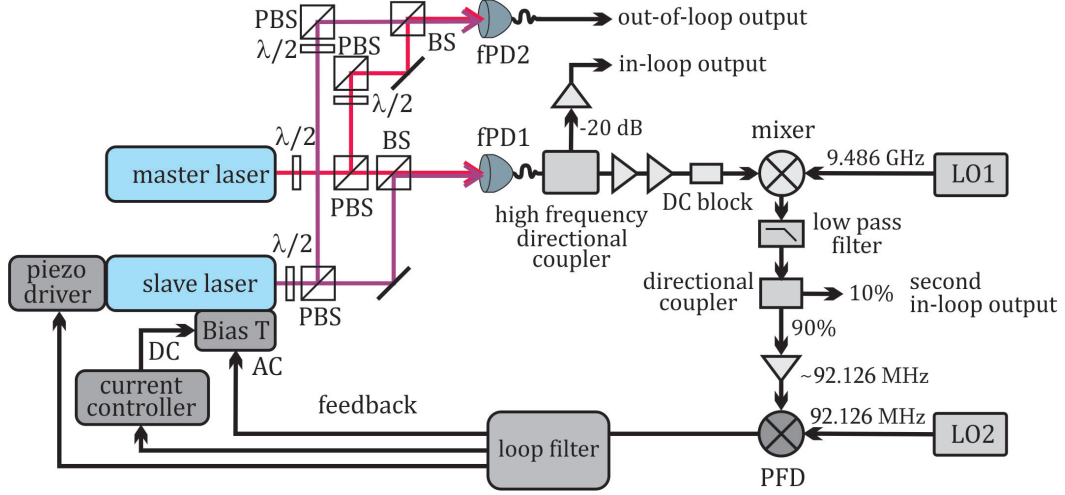 PBS
λ/2
PBS
BS
fPD2
out-of-loop output
in-loop output
λ/2
-20 dB
λ/2
BS
fPD1
mixer
9.486 GHz
LO1
master laser
PBS
DC block
high frequency
directional
coupler
low pass
filter
λ/2
piezo
driver
slave laser
PBS
directional
coupler
10%
second
in-loop output
Bias T
90%
DC
AC
current
controller
~92.126 MHz
feedback
92.126 MHz
LO2
loop filter
PFD